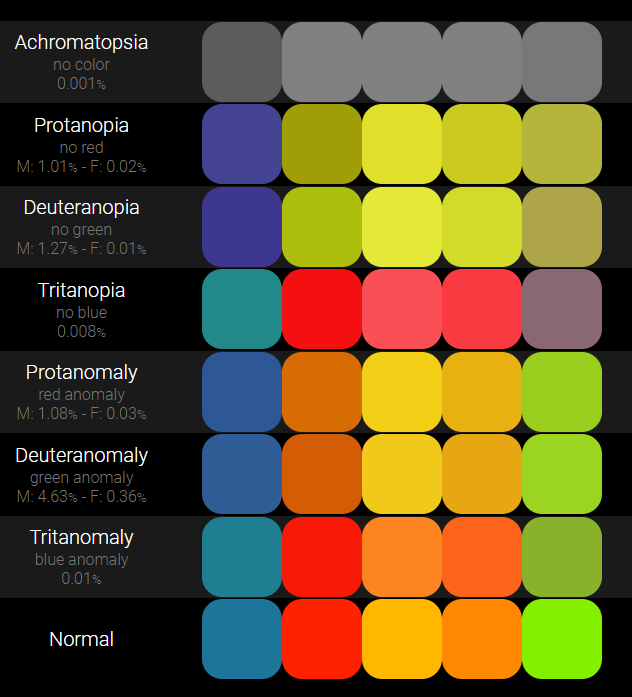 Achromatopsia
no color
0.001%
Protanopia
no red
M: 1.01% - F: 0.02%
Deuteranopia
no green
M: 1.27% - F: 0.01%
Tritanopia
no blue
0.008%
Protanomaly
red anomaly
M: 1.08% - F: 0.03%
Deuteranomaly
green anomaly
M: 4.63% - F: 0.36%
Tritanomaly
blue anomaly
0.01%
Normal